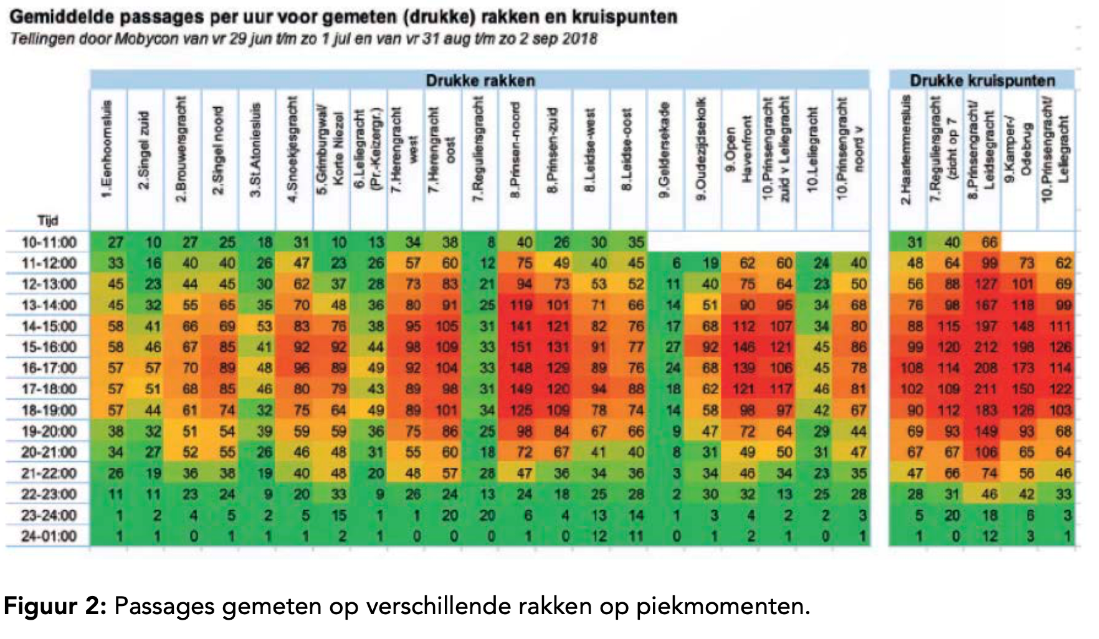 Gemiddelde passages per uur voor gemeten (drukke) rakken en kruispunten
Tellingen door Mobycon van vr 29 jun t/m zo 1 jul en van vr 31 aug t/m zo 2 sep 2018
Drukke rakken
Drukke kruispunten
1.Eenhoornsluis
2.Singel zuid
2.Brouwersgracht
2.Singel noord
3.St.Atoniesluis
4.Snoekjesgracht
5.Grimburgwal/
Korte Niezel
6.Leliegracht
(Pr.-Keizergr.)
7.Herengracht
west
7.Herengracht
oost
7.Reguliersgracht
8.Prinsen-noord
8.Prinsen-zuid
8.Leidse-west
8.Leidse-oost
9.Geldersekade
9.Oudezijdsekolk
9.Open
Havenfront
10.Prinsengracht
zuid v Leliegracht
10.Leliegracht
10.Prinsengracht
noord v
2.Haarlemmersluis
7.Reguliersgracht
(zicht op 7
8.Prinsengracht/
Leidsegracht
9.Kamper-/
Odebrug
10.Prinsengracht/
Leliegracht
Tijd
10-11:00 27 10 27 25 18 31 10 13 34 38 8 40 26 30 35 31 40 66
11-12:00 33 16 40 40 26 47 23 26 57 60 12 75 49 40 45 6 19 62 60 24 40 48 64 99 73 62
12-13:00 45 23 44 45 30 62 37 28 73 83 21 94 73 53 52 11 40 75 64 23 50 56 88 127 101 69
13-14:00 45 32 55 65 35 70 48 36 80 91 25 119 101 71 66 14 51 90 95 34 68 76 98 167 118 99
14-15:00 58 41 66 69 53 83 76 38 95 105 31 141 121 82 76 17 68 112 107 34 80 88 115 197 148 111
15-16:00 58 46 67 85 41 92 92 44 98 109 33 151 131 91 77 27 92 146 121 45 86 99 120 212 198 126
16-17:00 57 57 70 89 48 96 89 49 92 104 33 148 129 89 76 24 68 139 106 45 78 108 114 208 173 114
17-18:00 57 51 68 85 46 80 79 43 89 98 31 149 120 94 88 18 62 121 117 46 81 102 109 211 150 122
18-19:00 57 44 61 74 32 75 64 49 89 101 34 125 109 78 74 14 58 98 97 42 67 90 112 183 126 103
19-20:00 38 32 51 54 39 59 59 36 75 86 25 98 84 67 66 9 47 72 64 29 44 69 93 149 93 68
20-21:00 34 27 52 55 26 46 48 31 55 60 18 72 67 41 40 8 31 49 50 31 47 67 67 106 65 64
21-22:00 26 19 36 38 19 40 48 20 48 57 28 47 36 34 36 3 34 46 34 23 35 47 66 74 56 46
22-23:00 11 11 23 24 9 20 33 9 26 24 13 24 18 25 28 2 30 32 13 25 28 28 31 46 42 33
23-24:00 1 2 4 5 2 5 15 1 1 20 20 6 4 13 14 1 3 4 2 2 3 5 20 18 6 3
24-01:00 1 1 0 1 1 1 2 1 0 0 0 1 0 12 11 0 1 2 1 0 1 1 0 12 3 1
Figuur 2: Passages gemeten op verschillende rakken op piekmomenten.